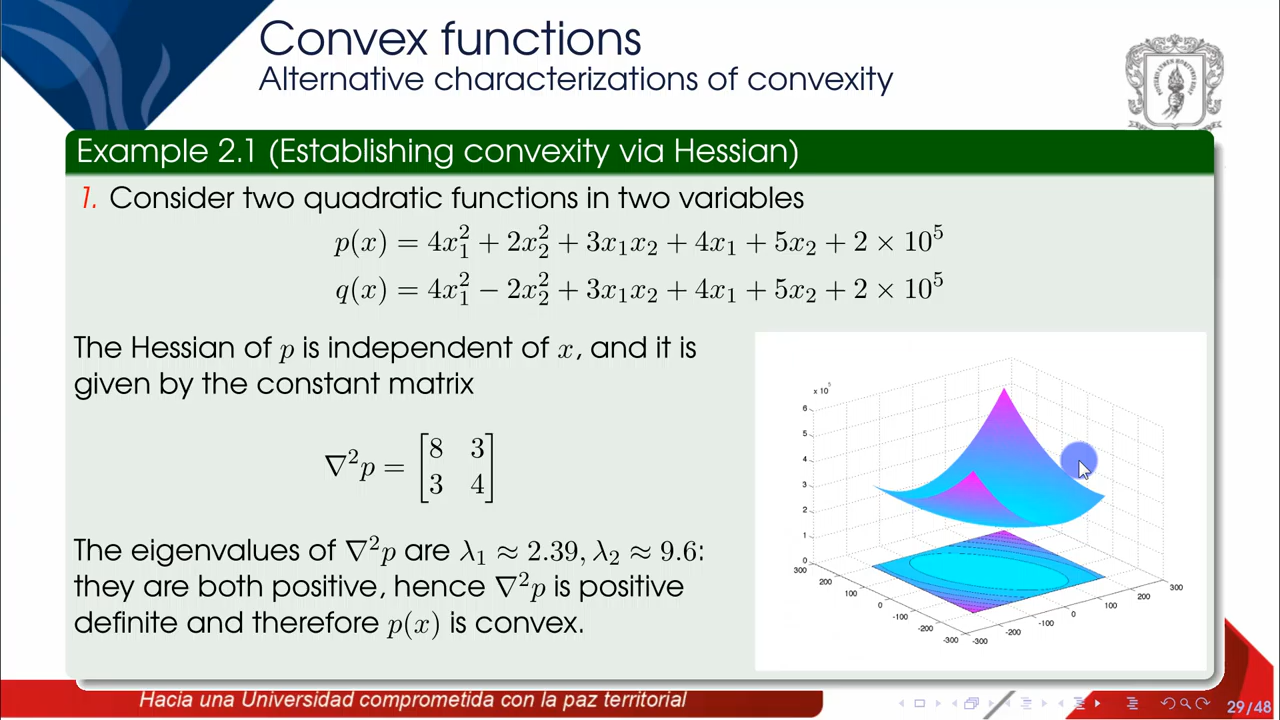 Convex functions
Alternative characterizations of convexity
Example 2.1 (Establishing convexity via Hessian)
1. Consider two quadratic functions in two variables
p(x) = 4x₁² + 2x₂² + 3x₁x₂ + 4x₁ + 5x₂ + 2 × 10⁵
q(x) = 4x₁² − 2x₂² + 3x₁x₂ + 4x₁ + 5x₂ + 2 × 10⁵
The Hessian of p is independent of x, and it is
given by the constant matrix
∇²p = [8 3
3 4]
The eigenvalues of ∇²p are λ₁ ≈ 2.39, λ₂ ≈ 9.6:
they are both positive, hence ∇²p is positive
definite and therefore p(x) is convex.
x 10⁵
6
5
4
3
2
1
0
300
200
100
0
-100
-200
-300
-300
-200
-100
0
100
200
300
Hacia una Universidad comprometida con la paz territorial
29/48